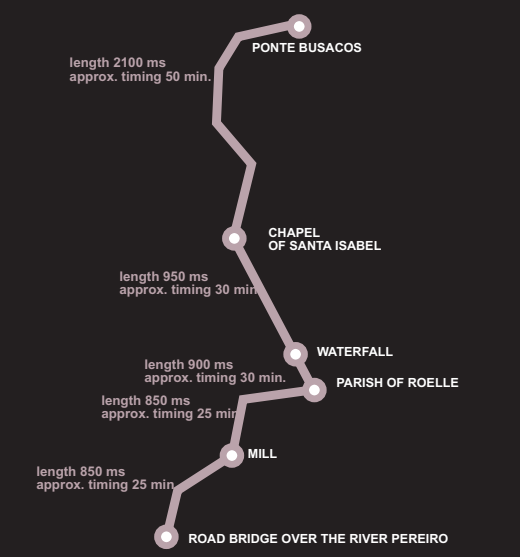 PONTE BUSACOS
length 2100 ms
approx. timing 50 min.
CHAPEL
OF SANTA ISABEL
length 950 ms
approx. timing 30 min.
WATERFALL
length 900 ms
approx. timing 30 min.
PARISH OF ROELLE
length 850 ms
approx. timing 25 min.
MILL
length 850 ms
approx. timing 25 min.
ROAD BRIDGE OVER THE RIVER PEREIRO